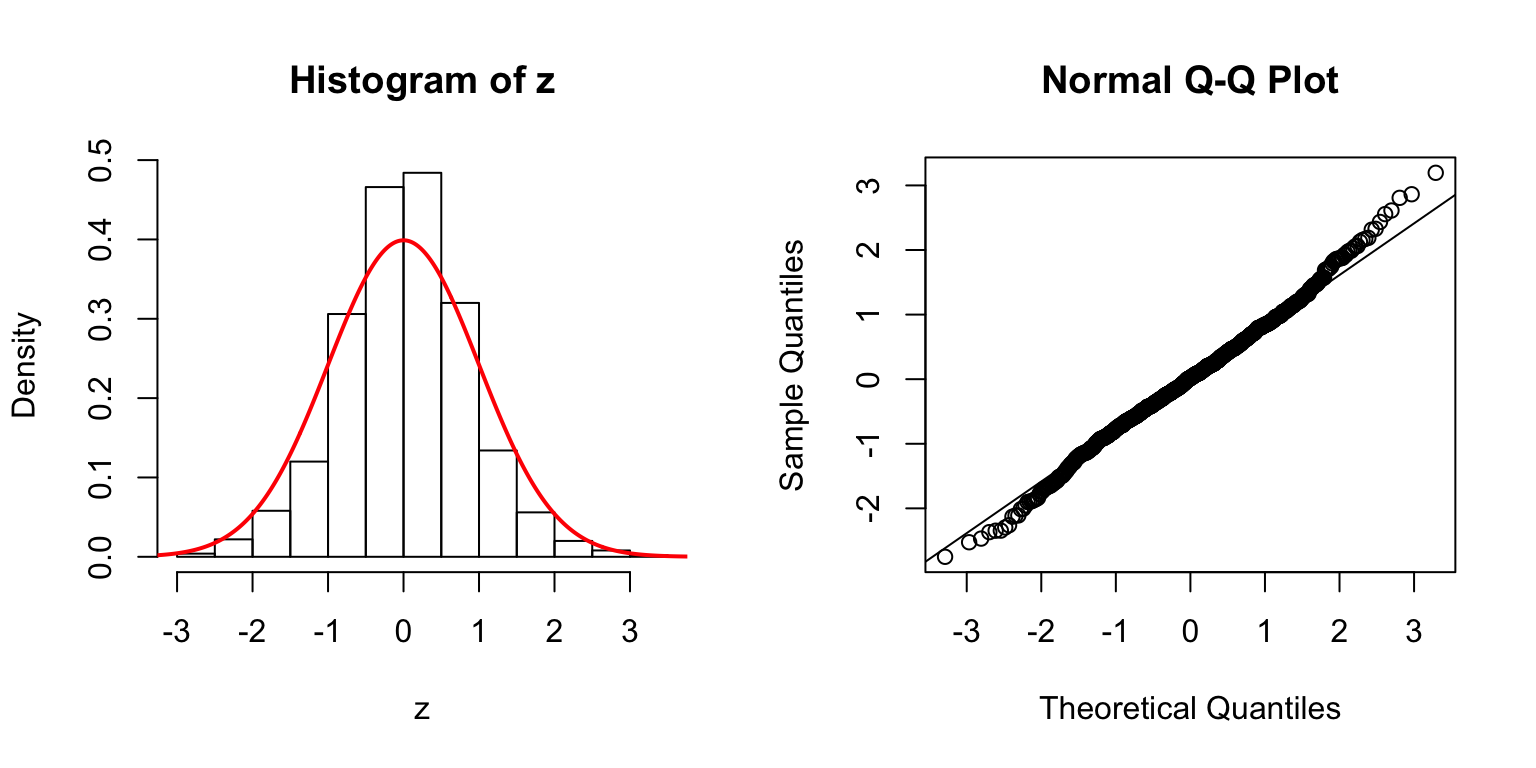 Histogram of z
Density
0.0 0.1 0.2 0.3 0.4 0.5
-3 -2 -1 0 1 2 3
z
Normal Q-Q Plot
Sample Quantiles
-2 -1 0 1 2 3
-3 -2 -1 0 1 2 3
Theoretical Quantiles